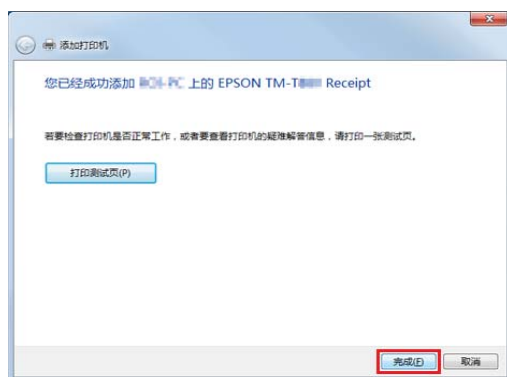 添加打印机
您已经成功添加 上的 EPSON TM-T Receipt
若要检查打印机是否正常工作，或者要查看打印机的疑难解答信息，请打印一张测试页。
打印测试页(P)
完成(F) 取消